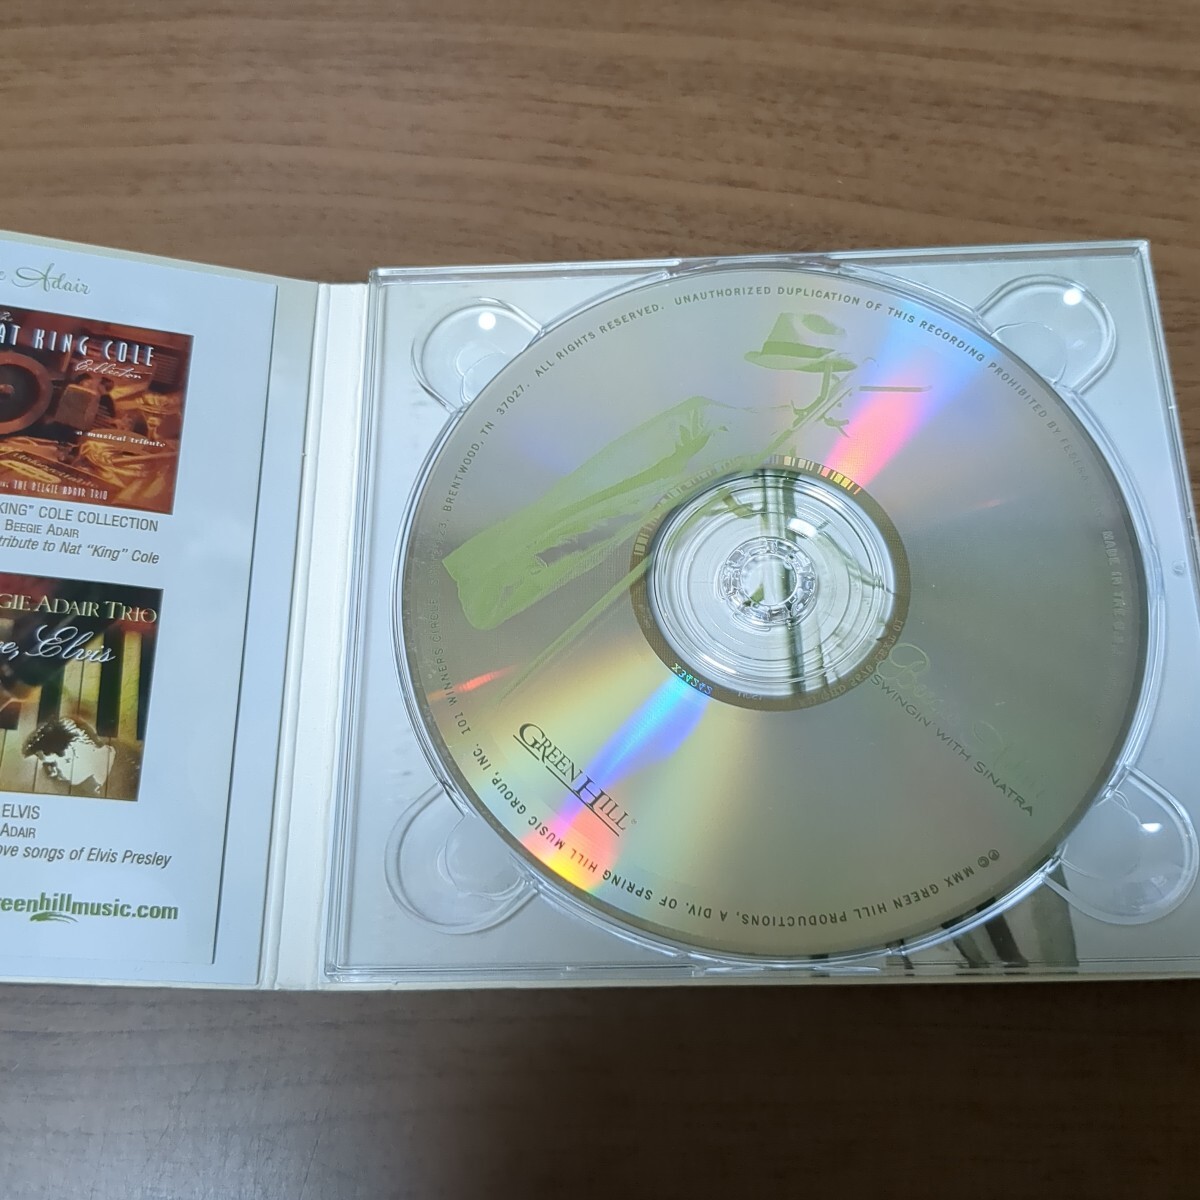 Adair
AT KING COLE
Collection
a musical tribute
THE BEEGIE ADAIR TRIO
KING" COLE COLLECTION
BEEGIE ADAIR
tribute to Nat "King" Cole
GIE ADAIR TRIO
e, Elvis
ELVIS
ADAIR
ove songs of Elvis Presley
reenhillmusic.com
SWINGIN' WITH SINATRA
GREEN HILL
℗© MMX GREEN HILL PRODUCTIONS, A DIV. OF SPRING HILL MUSIC GROUP, INC. 101 WINNERS CIRCLE BRENTWOOD, TN 37027. ALL RIGHTS RESERVED. UNAUTHORIZED DUPLICATION OF THIS RECORDING PROHIBITED BY MADE IN THE